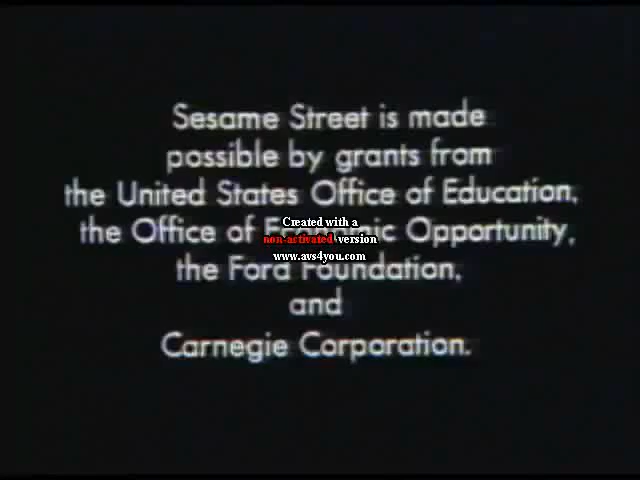 Sesame Street is made
possible by grants from
the United States Office of Education,
the Office of Economic Opportunity,
Created with a
non-activated version
www.avs4you.com
the Ford Foundation,
and
Carnegie Corporation.